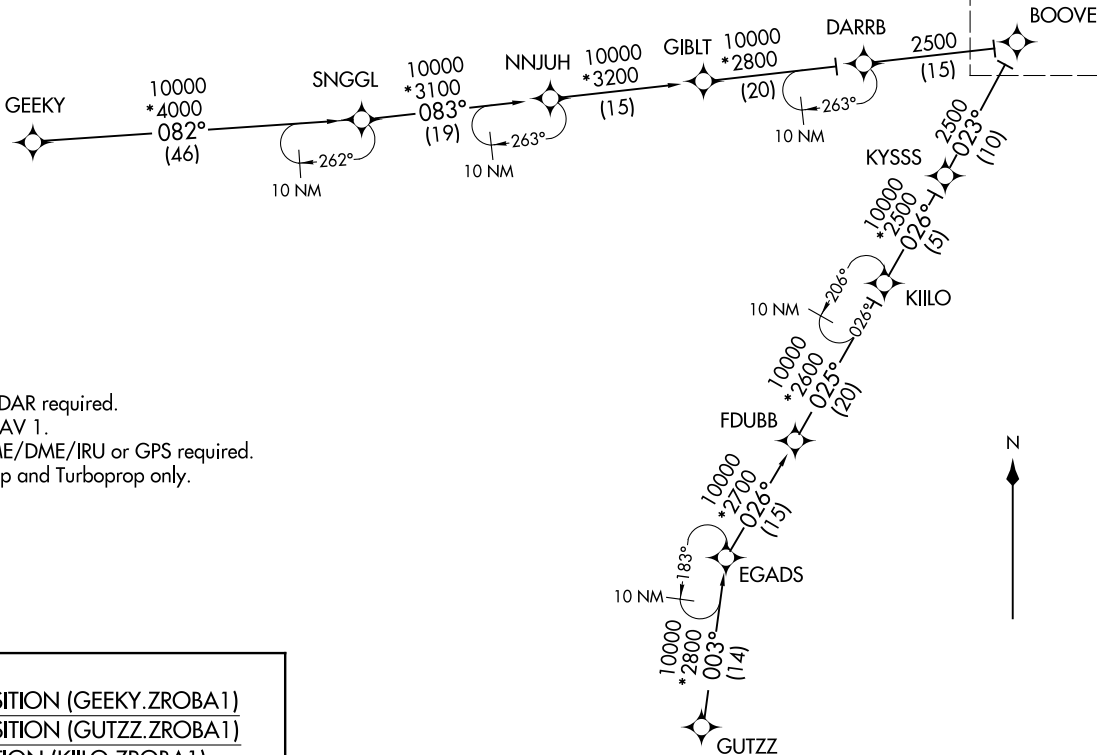 BOOVE
DARRB
2500
(15)
GIBLT
10000
*2800
(20)
263°
10 NM
NNJUH
10000
*3200
(15)
SNGGL
10000
*3100
083°
(19)
263°
10 NM
GEEKY
10000
*4000
082°
(46)
262°
10 NM
2500
023°
(10)
KYSSS
10000
*2500
026°
(5)
206°
10 NM
026°
KIILO
10000
*2600
025°
(20)
FDUBB
10000
*2700
026°
(15)
183°
10 NM
EGADS
10000
*2800
003°
(14)
GUTZZ
N
DAR required.
AV 1.
ME/DME/IRU or GPS required.
p and Turboprop only.
SITION (GEEKY.ZROBA1)
SITION (GUTZZ.ZROBA1)
TION (KIILO.ZROBA1)